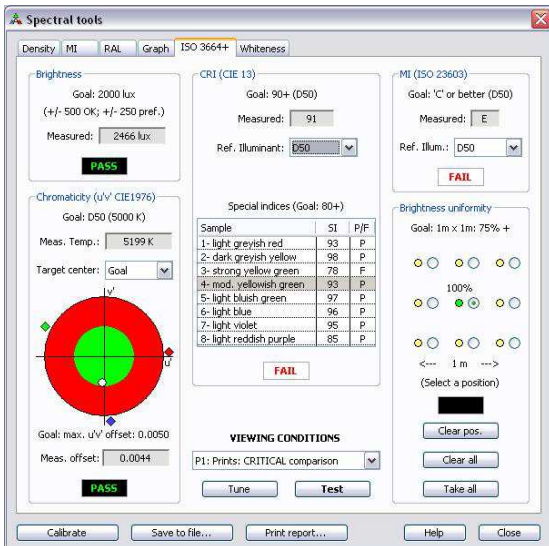 Spectral tools
Density MI RAL Graph ISO 3664+ Whiteness
Brightness
Goal: 2000 lux
(+/- 500 OK; +/- 250 pref.)
Measured: 2466 lux
PASS
Chromaticity (u'v' CIE1976)
Goal: D50 (5000 K)
Meas. Temp.: 5199 K
Target center: Goal
v'
u'
Goal: max. u'v' offset: 0.0050
Meas. offset: 0.0044
PASS
CRI (CIE 13)
Goal: 90+ (D50)
Measured: 91
Ref. Illuminant: D50
Special indices (Goal: 80+)
Sample SI P/F
1- light greyish red 93 P
2- dark greyish yellow 98 P
3- strong yellow green 78 F
4- mod. yellowish green 93 P
5- light bluish green 97 P
6- light blue 96 P
7- light violet 95 P
8- light reddish purple 85 P
FAIL
VIEWING CONDITIONS
P1: Prints: CRITICAL comparison
Tune Test
MI (ISO 23603)
Goal: 'C' or better (D50)
Measured: E
Ref. Illum.: D50
FAIL
Brightness uniformity
Goal: 1m x 1m: 75% +
100%
<--- 1 m --->
(Select a position)
Clear pos.
Clear all
Take all
Calibrate Save to file... Print report... Help Close